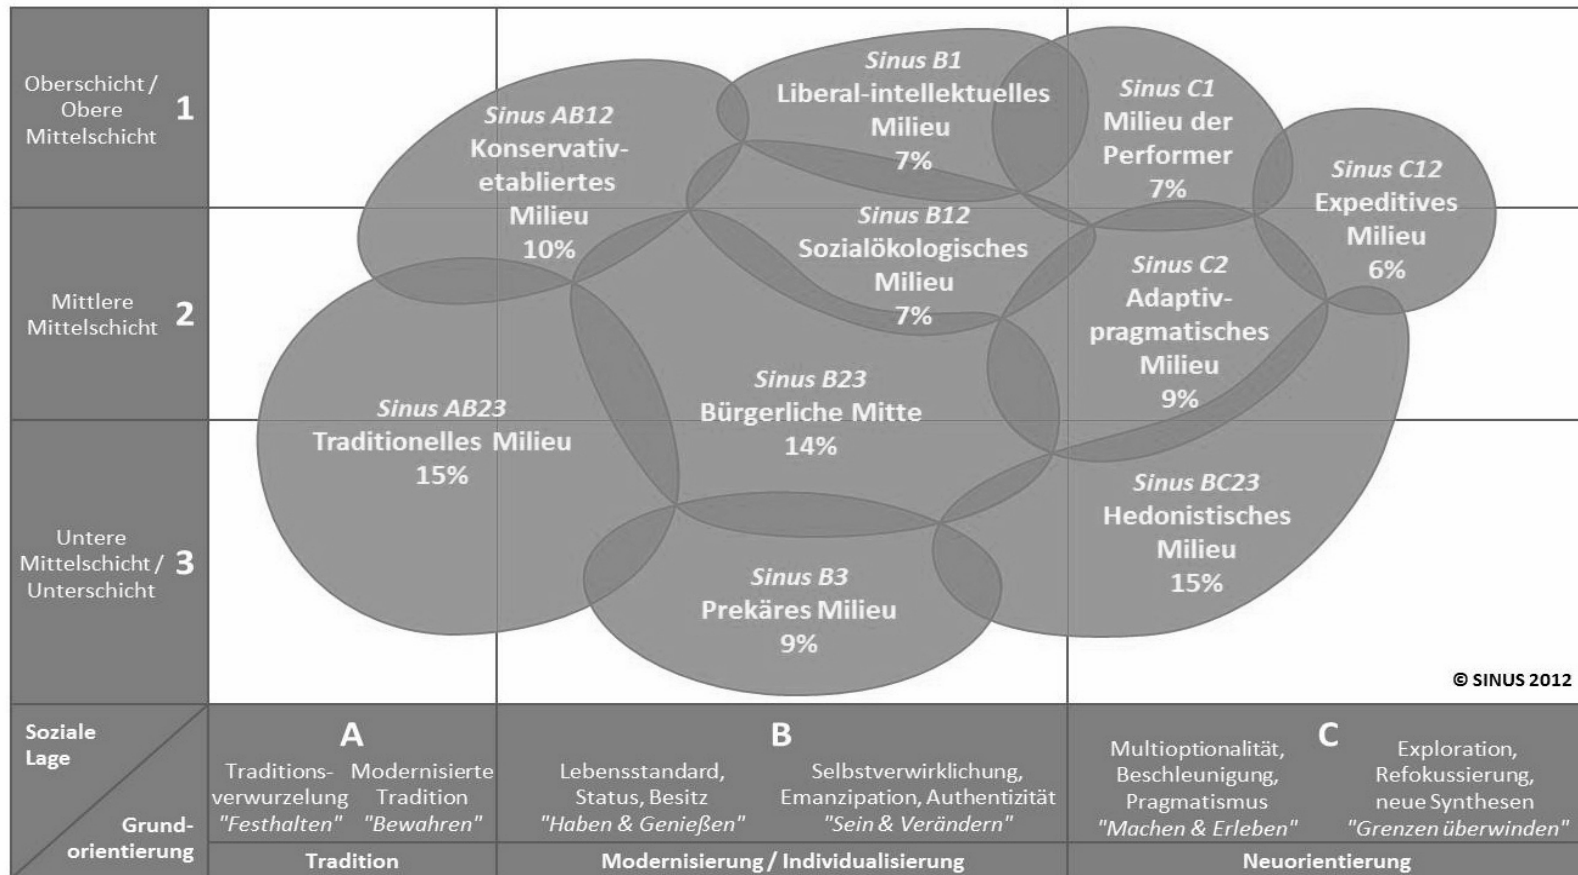 Oberschicht /
Obere
Mittelschicht
1
Mittlere
Mittelschicht
2
Untere
Mittelschicht /
Unterschicht
3
Sinus AB12
Konservativ-
etabliertes
Milieu
10%
Sinus B1
Liberal-intellektuelles
Milieu
7%
Sinus C1
Milieu der
Performer
7%
Sinus C12
Expeditives
Milieu
6%
Sinus B12
Sozialökologisches
Milieu
7%
Sinus C2
Adaptiv-
pragmatisches
Milieu
9%
Sinus AB23
Traditionelles Milieu
15%
Sinus B23
Bürgerliche Mitte
14%
Sinus BC23
Hedonistisches
Milieu
15%
Sinus B3
Prekäres Milieu
9%
© SINUS 2012
Soziale
Lage
Grund-
orientierung
A
Traditions-
verwurzelung
"Festhalten"
Modernisierte
Tradition
"Bewahren"
Tradition
B
Lebensstandard,
Status, Besitz
"Haben & Genießen"
Selbstverwirklichung,
Emanzipation, Authentizität
"Sein & Verändern"
Modernisierung / Individualisierung
C
Multioptionalität,
Beschleunigung,
Pragmatismus
"Machen & Erleben"
Exploration,
Refokussierung,
neue Synthesen
"Grenzen überwinden"
Neuorientierung